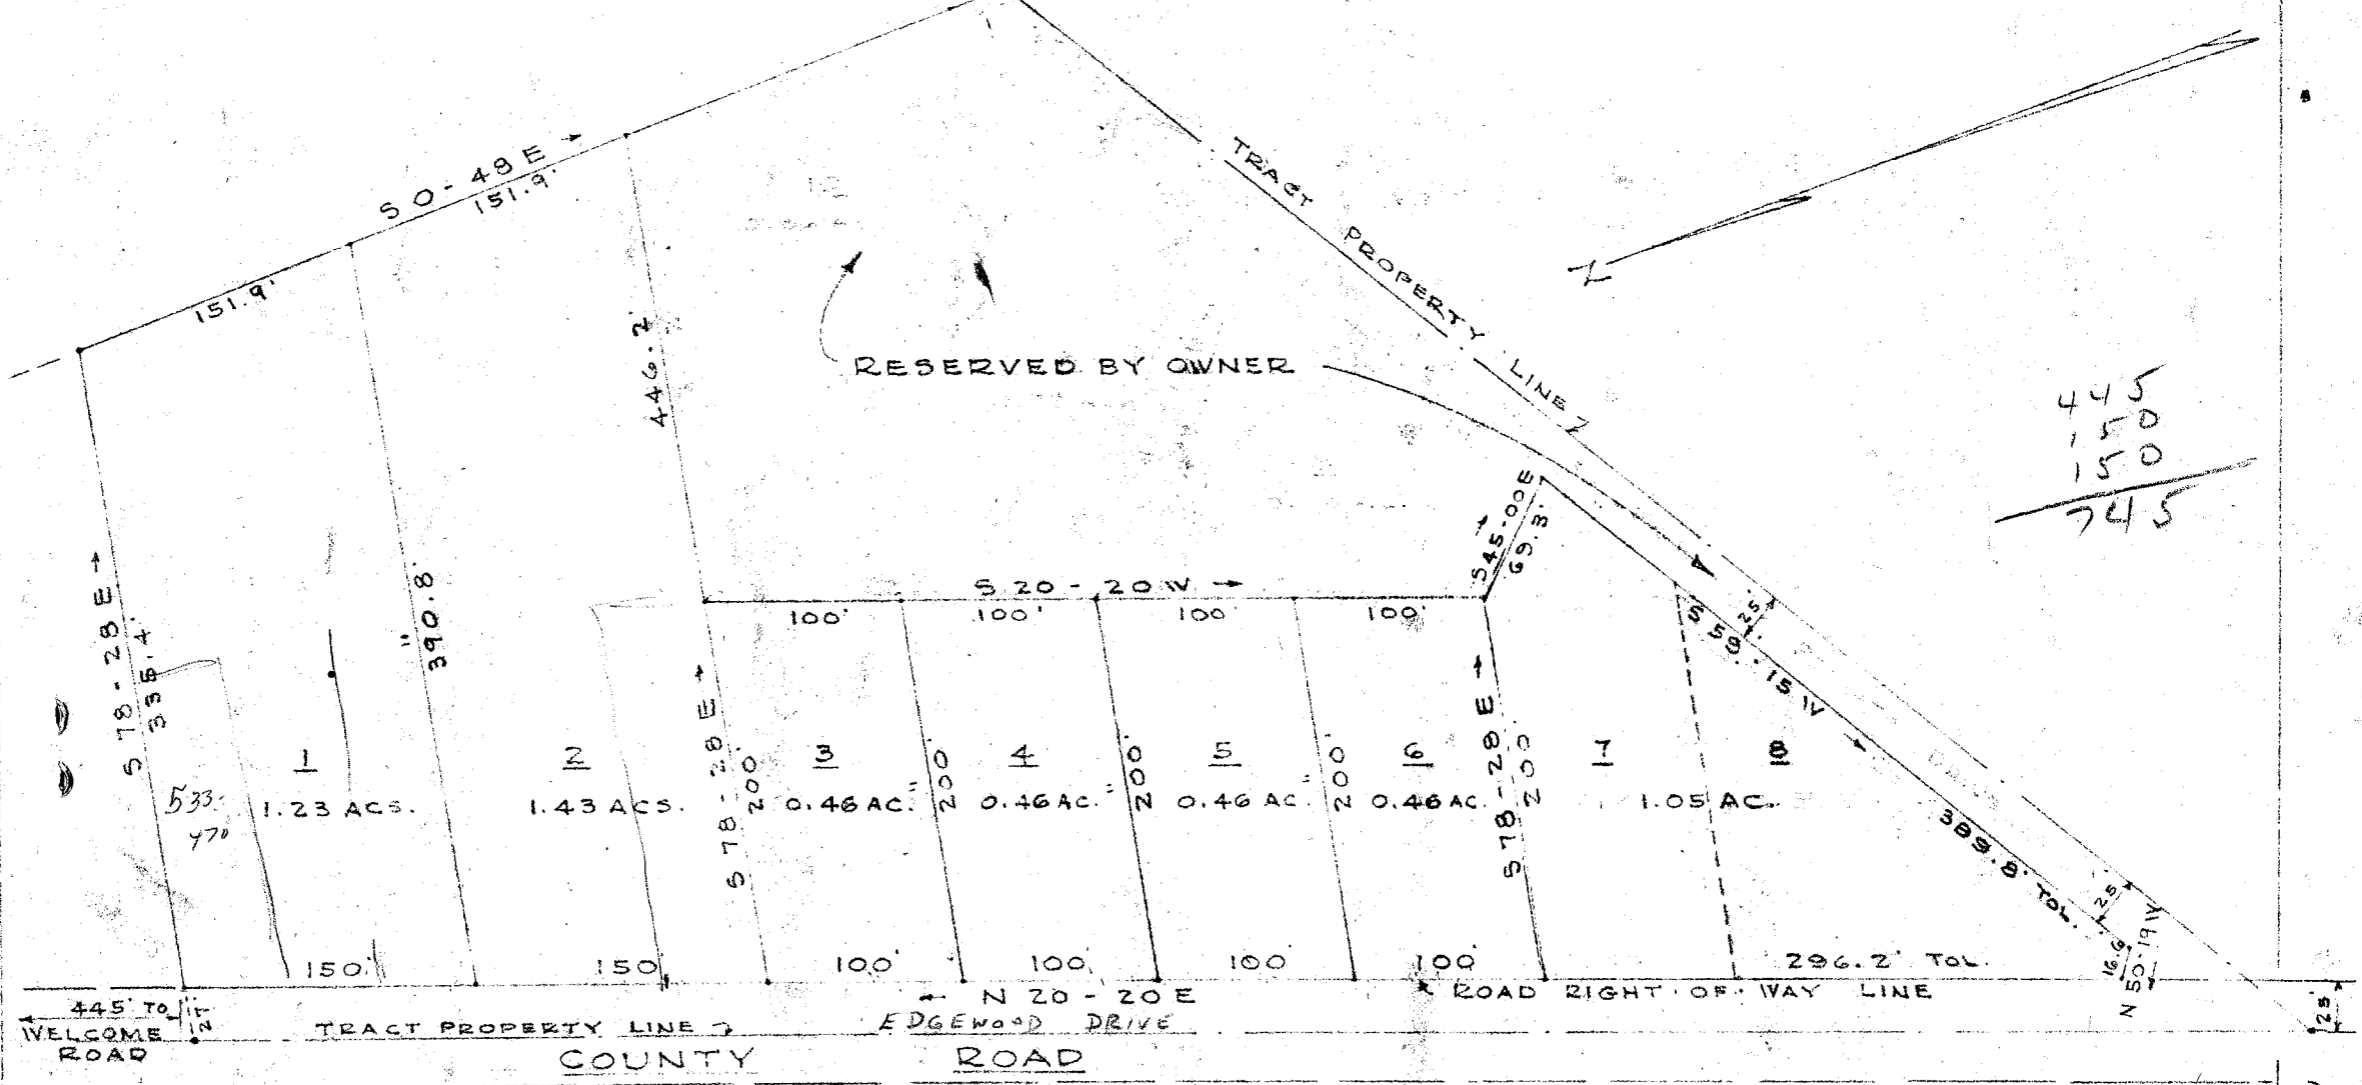 S 0 - 48 E →
151.9'
151.9'
TRACT PROPERTY LINE
446.2'
RESERVED BY OWNER
445
150
150
745
S 45-00 E
69.3'
S 78 - 28 E →
335.4'
"
390.8'
S 20 - 20 W →
100'
100'
100'
100'
25'
S 59 - 15 W →
389.8' TOL.
S 78 - 28 E →
200'
" 200'
" 200'
" 200'
S 78 - 28 E →
200'
1
2
3
4
5
6
7
8
533.
470
1.23 ACS.
1.43 ACS.
0.46 AC.
0.46 AC.
0.46 AC.
0.46 AC.
1.05 AC.
DRIVE
25'
16.6
N 50-19 W
150'
150'
100'
100'
100'
100'
296.2' TOL.
← N 20 - 20 E
ROAD RIGHT OF WAY LINE
445' TO
WELCOME
ROAD
TRACT PROPERTY LINE
EDGEWOOD DRIVE
25'
COUNTY ROAD